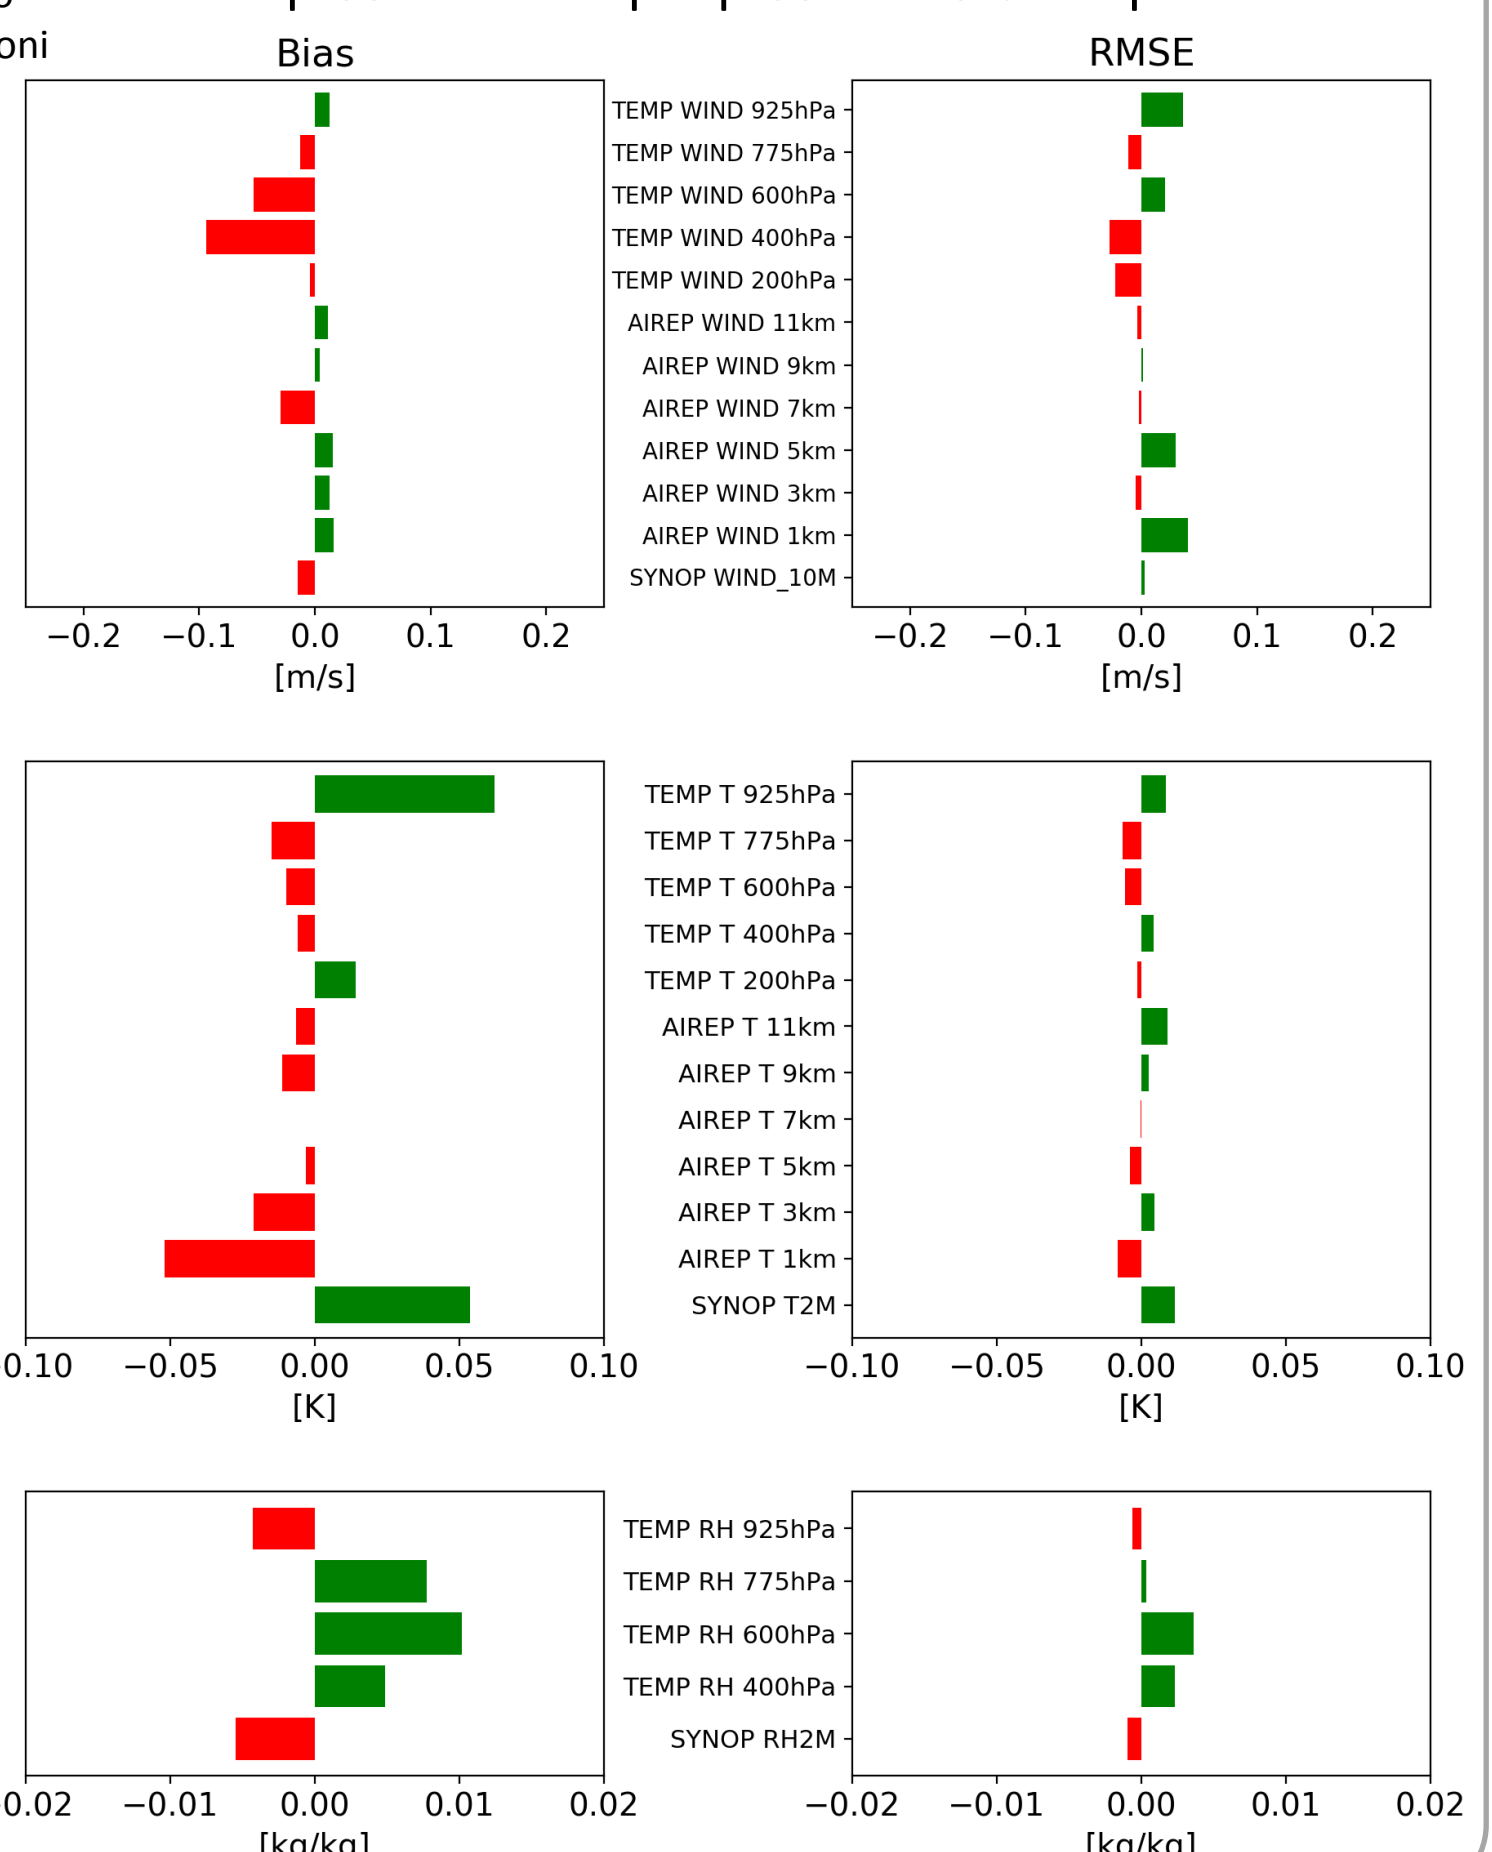 oni
Bias
RMSE
TEMP WIND 925hPa
TEMP WIND 775hPa
TEMP WIND 600hPa
TEMP WIND 400hPa
TEMP WIND 200hPa
AIREP WIND 11km
AIREP WIND 9km
AIREP WIND 7km
AIREP WIND 5km
AIREP WIND 3km
AIREP WIND 1km
SYNOP WIND_10M
−0.2 −0.1 0.0 0.1 0.2
−0.2 −0.1 0.0 0.1 0.2
[m/s]
[m/s]
TEMP T 925hPa
TEMP T 775hPa
TEMP T 600hPa
TEMP T 400hPa
TEMP T 200hPa
AIREP T 11km
AIREP T 9km
AIREP T 7km
AIREP T 5km
AIREP T 3km
AIREP T 1km
SYNOP T2M
0.10 −0.05 0.00 0.05 0.10
−0.10 −0.05 0.00 0.05 0.10
[K]
[K]
TEMP RH 925hPa
TEMP RH 775hPa
TEMP RH 600hPa
TEMP RH 400hPa
SYNOP RH2M
0.02 −0.01 0.00 0.01 0.02
−0.02 −0.01 0.00 0.01 0.02
[kg/kg]
[kg/kg]